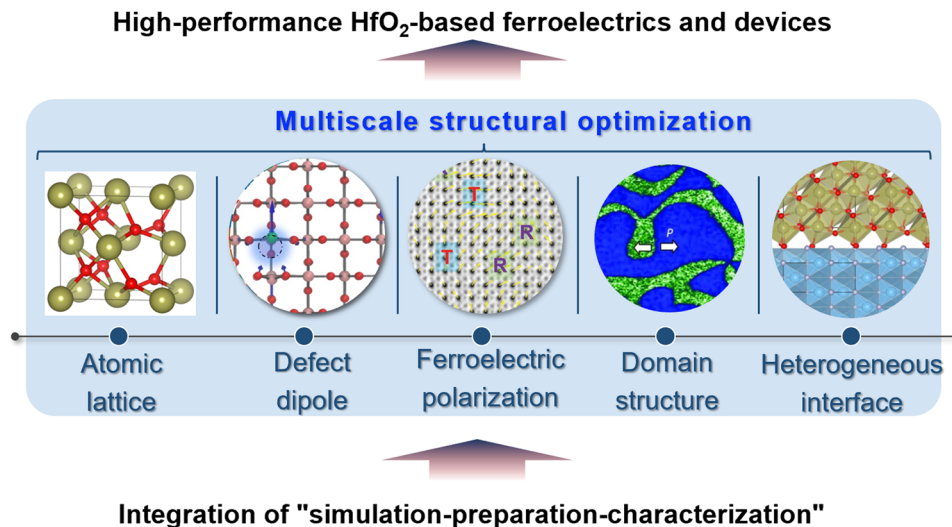 High-performance HfO₂-based ferroelectrics and devices
Multiscale structural optimization
T
R
T
R
P
Atomic
lattice
Defect
dipole
Ferroelectric
polarization
Domain
structure
Heterogeneous
interface
Integration of "simulation-preparation-characterization"